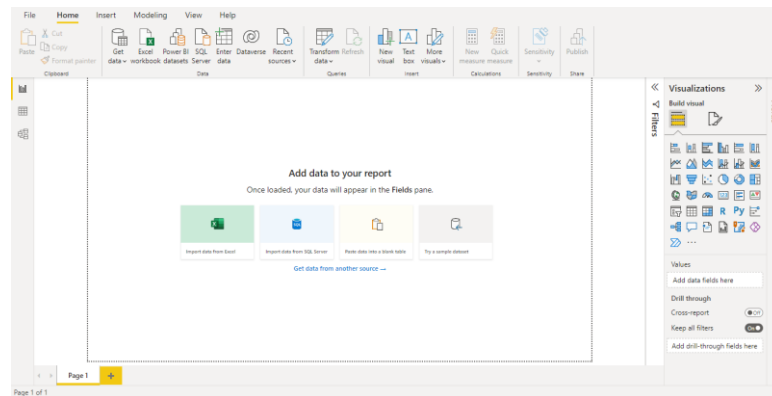 File Home Insert Modeling View Help
Paste
Cut
Copy
Format painter
Clipboard
Get data
Excel workbook
Power BI datasets
SQL Server
Enter data
Dataverse
Recent sources
Data
Transform data
Refresh
Queries
New visual
Text box
More visuals
Insert
New measure
Quick measure
Calculations
Sensitivity
Sensitivity
Publish
Share
Add data to your report
Once loaded, your data will appear in the Fields pane.
Import data from Excel
Import data from SQL Server
Paste data into a blank table
Try a sample dataset
Get data from another source →
Filters
Visualizations
Build visual
R Py
123
...
Values
Add data fields here
Drill through
Cross-report Off
Keep all filters On
Add drill-through fields here
Page 1
Page 1 of 1